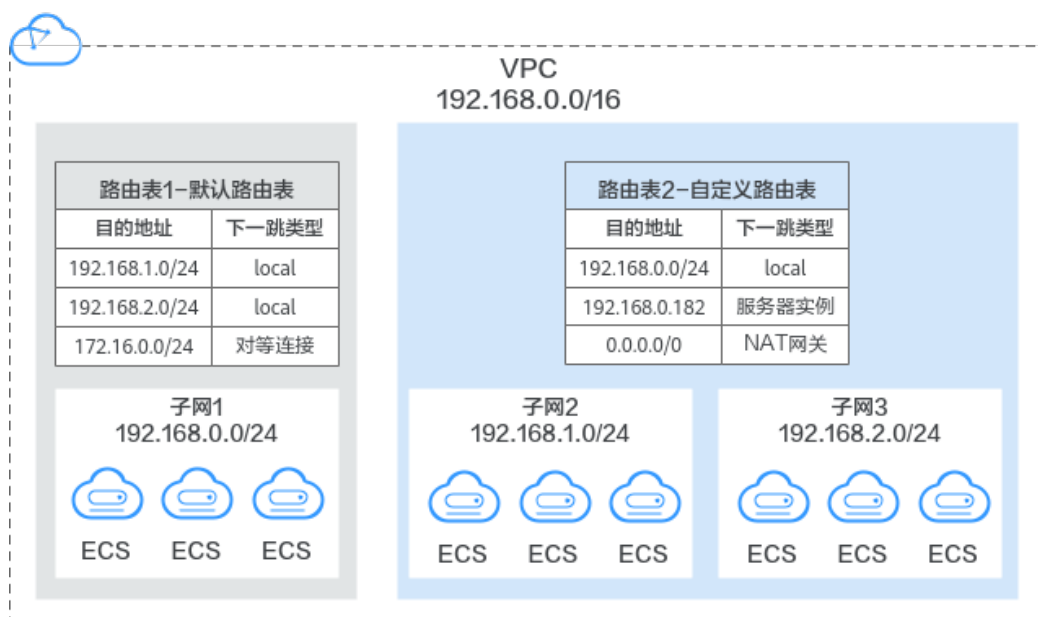 VPC
192.168.0.0/16
路由表1-默认路由表
目的地址 下一跳类型
192.168.1.0/24 local
192.168.2.0/24 local
172.16.0.0/24 对等连接
子网1
192.168.0.0/24
ECS ECS ECS
路由表2-自定义路由表
目的地址 下一跳类型
192.168.0.0/24 local
192.168.0.182 服务器实例
0.0.0.0/0 NAT网关
子网2
192.168.1.0/24
ECS ECS ECS
子网3
192.168.2.0/24
ECS ECS ECS